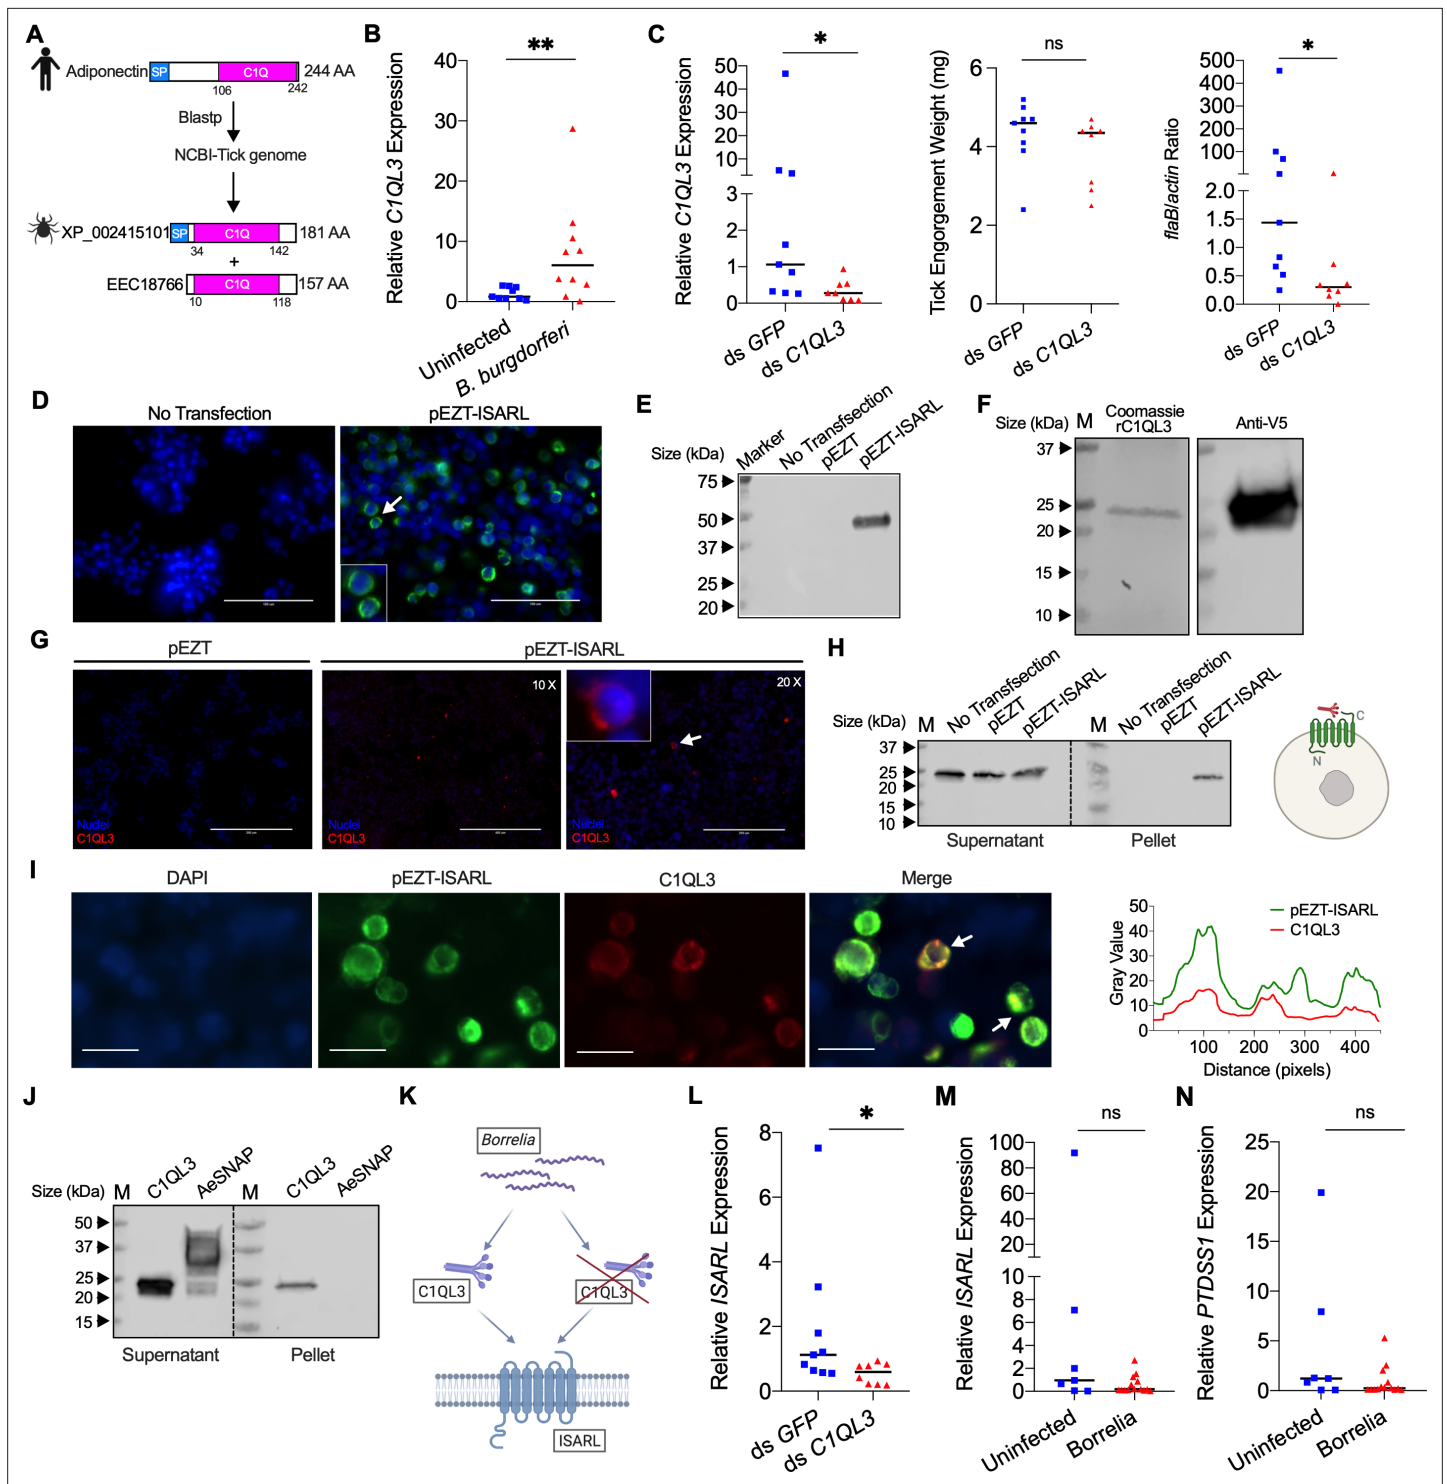 A
Adiponectin SP C1Q 244 AA
106 242
Blastp
NCBI-Tick genome
XP_002415101 SP C1Q 181 AA
34 142
+
EEC18766 C1Q 157 AA
10 118
B
**
Relative C1QL3 Expression
40
30
20
10
0
Uninfected
B. burgdorferi
C
*
Relative C1QL3 Expression
50
40
30
20
10
3
2
1
0
ds GFP
ds C1QL3
ns
Tick Engorgement Weight (mg)
6
4
2
0
ds GFP
ds C1QL3
*
flaB/actin Ratio
500
400
300
200
100
2.0
1.5
1.0
0.5
0.0
ds GFP
ds C1QL3
D
No Transfection
pEZT-ISARL
E
Size (kDa)
Marker
No Transfsection
pEZT
pEZT-ISARL
75
50
37
25
20
F
Size (kDa) M Coomassie
rC1QL3
Anti-V5
37
25
20
15
10
G
pEZT
pEZT-ISARL
10 X
20 X
Nuclei
C1QL3
Nuclei
C1QL3
Nuclei
C1QL3
H
Size (kDa) M
No Transfsection
pEZT
pEZT-ISARL
M
No Transfsection
pEZT
pEZT-ISARL
37
25
20
15
10
Supernatant Pellet
C
N
I
DAPI
pEZT-ISARL
C1QL3
Merge
Gray Value
50
40
30
20
10
0
pEZT-ISARL
C1QL3
100 200 300 400
Distance (pixels)
J
Size (kDa) M C1QL3 AeSNAP M C1QL3 AeSNAP
50
37
25
20
15
Supernatant Pellet
K
Borrelia
C1QL3
C1QL3
ISARL
L
*
Relative ISARL Expression
8
6
4
2
0
ds GFP
ds C1QL3
M
ns
Relative ISARL Expression
100
80
60
40
20
10
8
6
4
2
0
Uninfected
Borrelia
N
ns
Relative PTDSS1 Expression
25
20
15
10
5
0
Uninfected
Borrelia